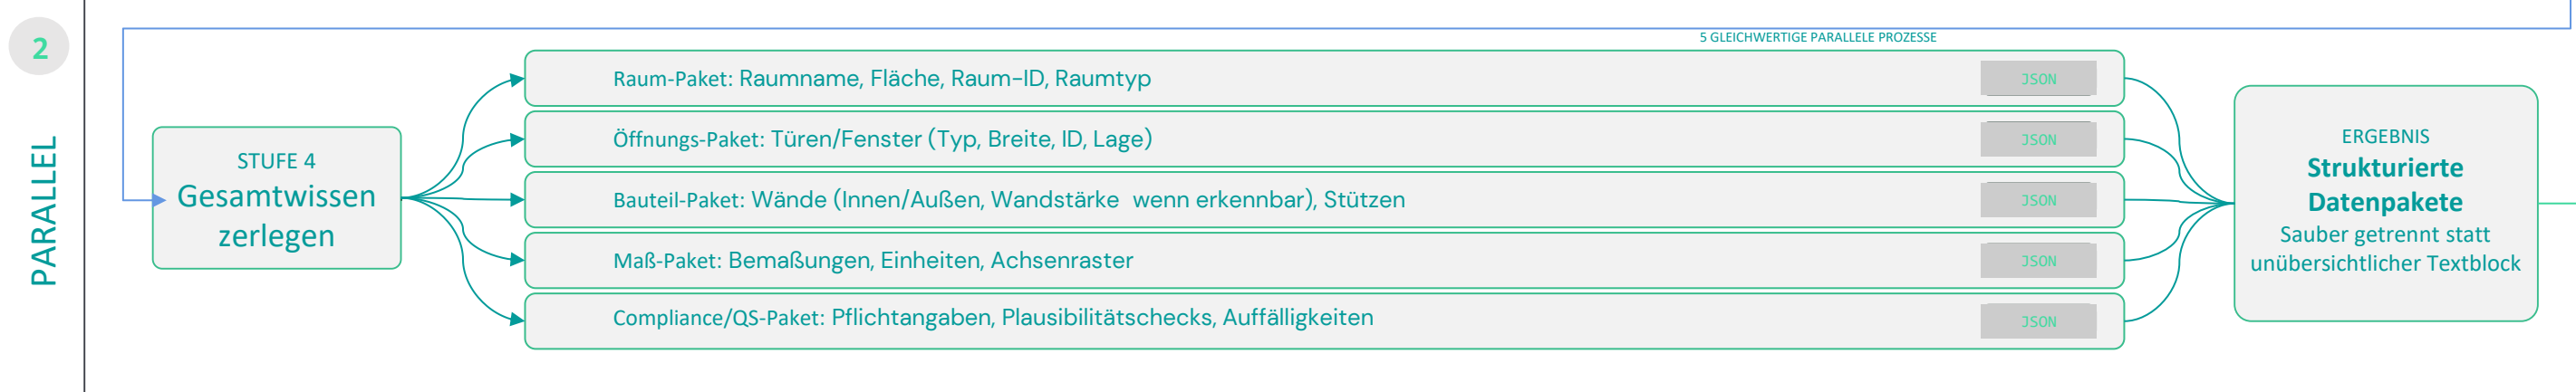 2
PARALLEL
5 GLEICHWERTIGE PARALLELE PROZESSE
STUFE 4
Gesamtwissen
zerlegen
Raum-Paket: Raumname, Fläche, Raum-ID, Raumtyp
JSON
Öffnungs-Paket: Türen/Fenster (Typ, Breite, ID, Lage)
JSON
Bauteil-Paket: Wände (Innen/Außen, Wandstärke  wenn erkennbar), Stützen
JSON
Maß-Paket: Bemaßungen, Einheiten, Achsenraster
JSON
Compliance/QS-Paket: Pflichtangaben, Plausibilitätschecks, Auffälligkeiten
JSON
ERGEBNIS
Strukturierte
Datenpakete
Sauber getrennt statt
unübersichtlicher Textblock